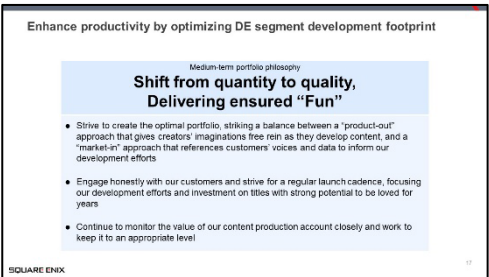 Enhance productivity by optimizing DE segment development footprint
Medium-term portfolio philosophy
Shift from quantity to quality,
Delivering ensured “Fun”
● Strive to create the optimal portfolio, striking a balance between a “product-out”
approach that gives creators’ imaginations free rein as they develop content, and a
“market-in” approach that references customers’ voices and data to inform our
development efforts
● Engage honestly with our customers and strive for a regular launch cadence, focusing
our development efforts and investment on titles with strong potential to be loved for
years
● Continue to monitor the value of our content production account closely and work to
keep it to an appropriate level
17
SQUARE ENIX